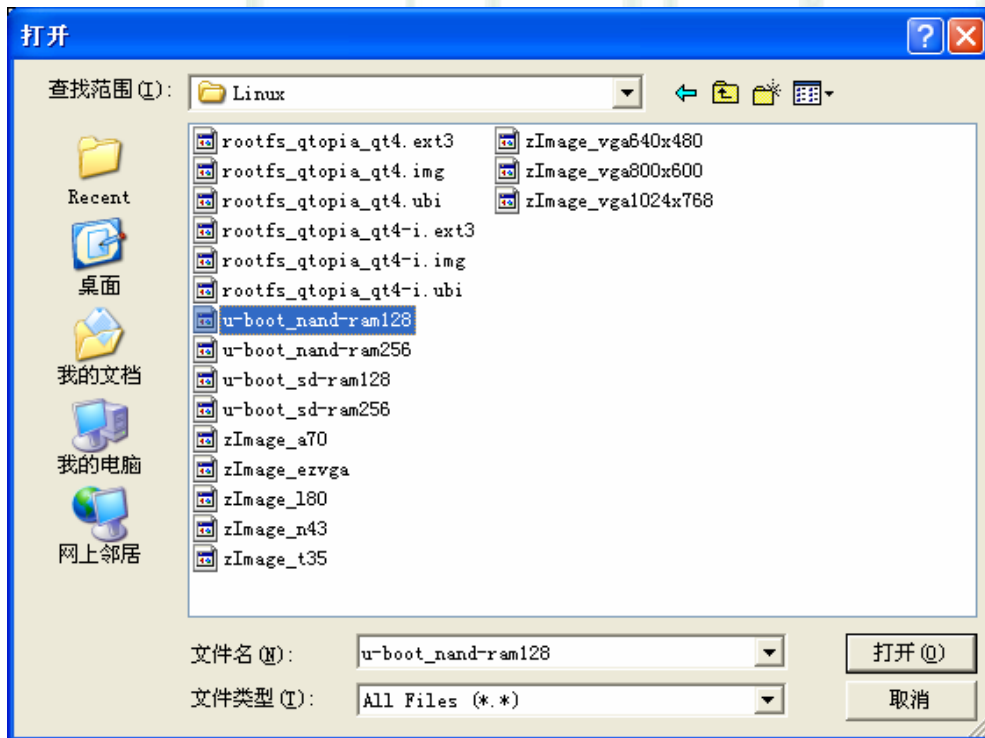 打开
查找范围(I):
Linux
Recent
桌面
我的文档
我的电脑
网上邻居
rootfs_qtopia_qt4.ext3
rootfs_qtopia_qt4.img
rootfs_qtopia_qt4.ubi
rootfs_qtopia_qt4-i.ext3
rootfs_qtopia_qt4-i.img
rootfs_qtopia_qt4-i.ubi
u-boot_nand-ram128
u-boot_nand-ram256
u-boot_sd-ram128
u-boot_sd-ram256
zImage_a70
zImage_ezvga
zImage_l80
zImage_n43
zImage_t35
zImage_vga640x480
zImage_vga800x600
zImage_vga1024x768
文件名(N):
u-boot_nand-ram128
打开(O)
文件类型(T):
All Files (*.*)
取消